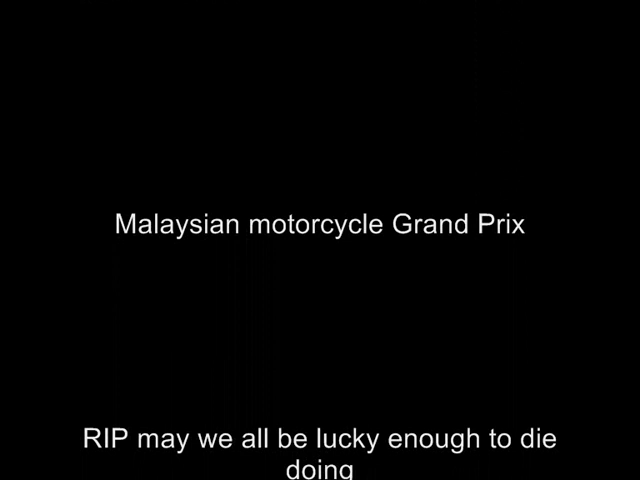 Malaysian motorcycle Grand Prix
RIP may we all be lucky enough to die
doing